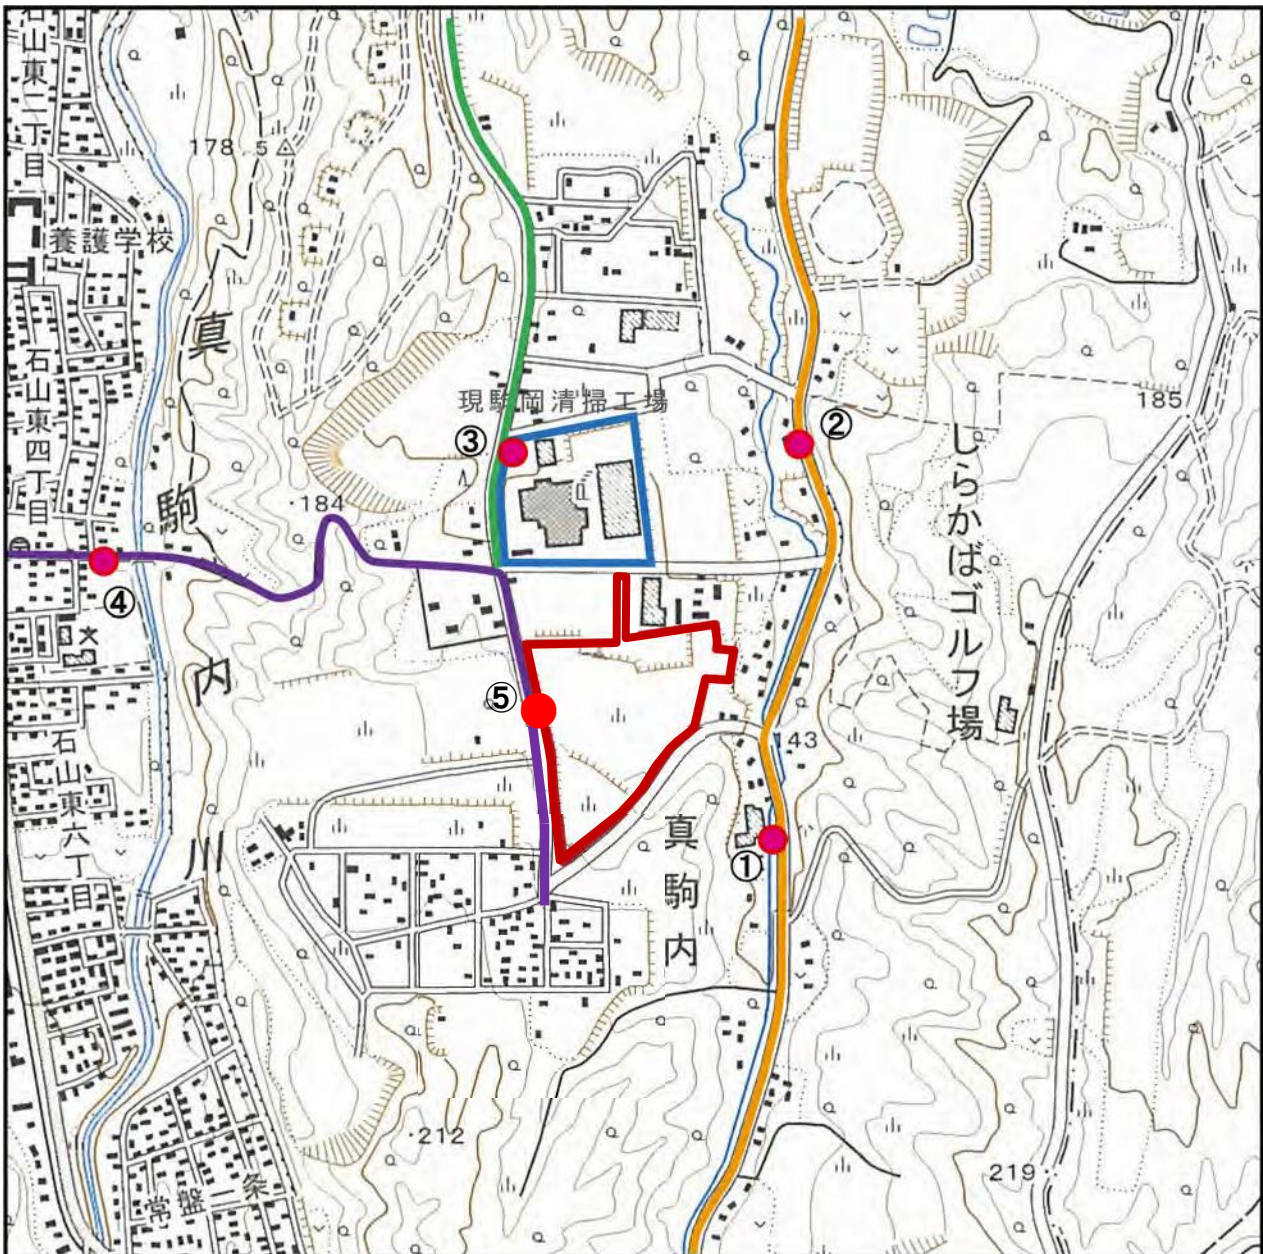 石山東二丁目
178.5
養護学校
真駒内川
石山東四丁目
現駒岡清掃工場
③
②
185
しらかばゴルフ場
184
④
⑤
143
石山東六丁目
真駒内
①
212
219
常盤一条